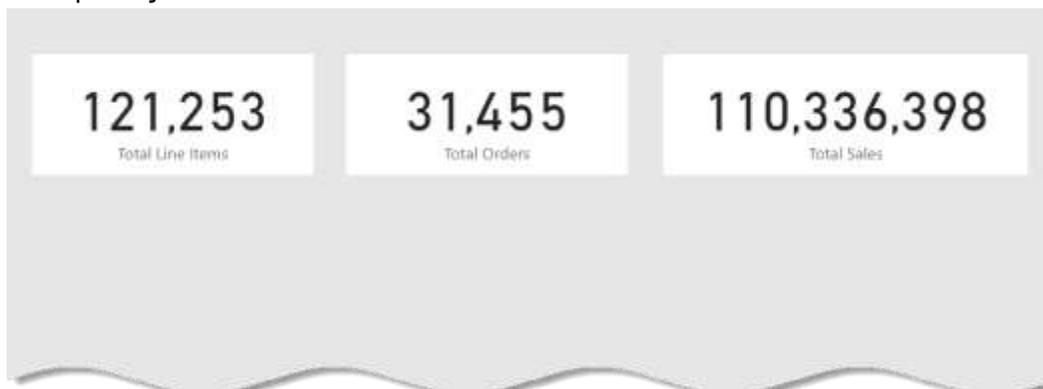 121,253
Total Line Items
31,455
Total Orders
110,336,398
Total Sales